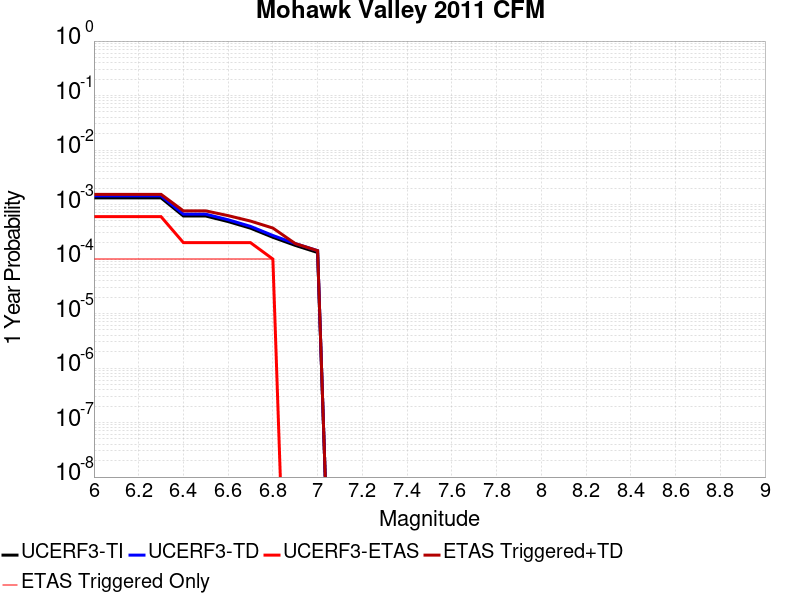 Mohawk Valley 2011 CFM
10^0
10^-1
10^-2
10^-3
10^-4
10^-5
10^-6
10^-7
10^-8
1 Year Probability
6 6.2 6.4 6.6 6.8 7 7.2 7.4 7.6 7.8 8 8.2 8.4 8.6 8.8 9
Magnitude
UCERF3-TI UCERF3-TD UCERF3-ETAS ETAS Triggered+TD
ETAS Triggered Only